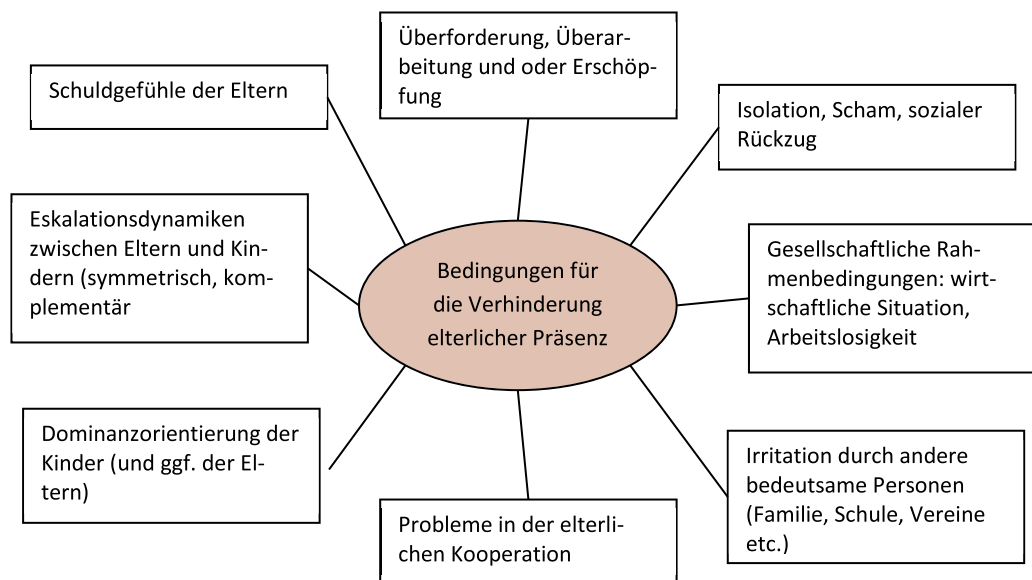 Überforderung, Überar-
beitung und oder Erschöp-
fung
Schuldgefühle der Eltern
Isolation, Scham, sozialer
Rückzug
Eskalationsdynamiken
zwischen Eltern und Kin-
dern (symmetrisch, kom-
plementär
Bedingungen für
die Verhinderung
elterlicher Präsenz
Gesellschaftliche Rah-
menbedingungen: wirt-
schaftliche Situation,
Arbeitslosigkeit
Dominanzorientierung der
Kinder (und ggf. der El-
tern)
Probleme in der elterli-
chen Kooperation
Irritation durch andere
bedeutsame Personen
(Familie, Schule, Vereine
etc.)